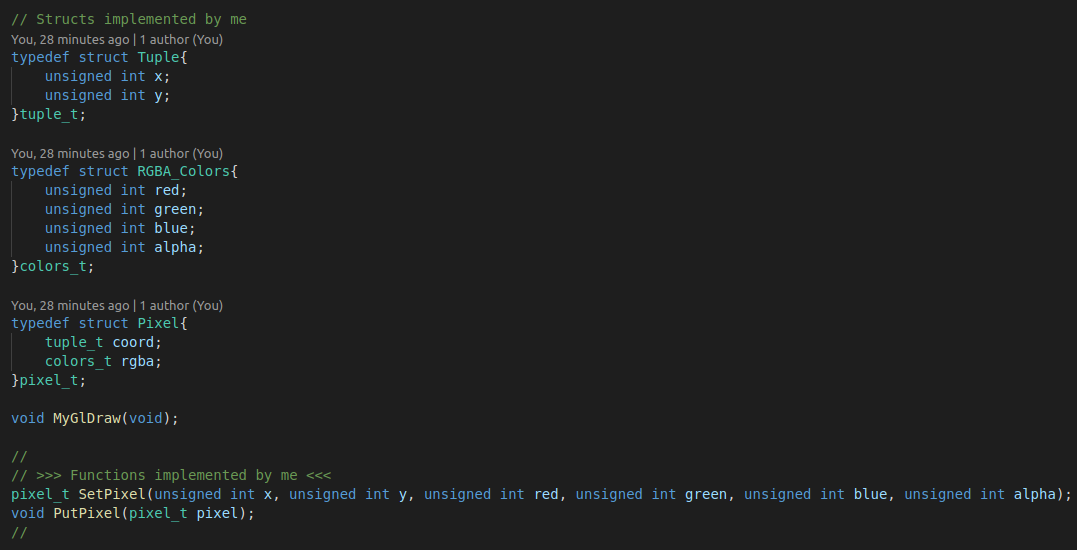 // Structs implemented by me
You, 28 minutes ago | 1 author (You)
typedef struct Tuple{
    unsigned int x;
    unsigned int y;
}tuple_t;
You, 28 minutes ago | 1 author (You)
typedef struct RGBA_Colors{
    unsigned int red;
    unsigned int green;
    unsigned int blue;
    unsigned int alpha;
}colors_t;
You, 28 minutes ago | 1 author (You)
typedef struct Pixel{
    tuple_t coord;
    colors_t rgba;
}pixel_t;
void MyGlDraw(void);
//
// >>> Functions implemented by me <<<
pixel_t SetPixel(unsigned int x, unsigned int y, unsigned int red, unsigned int green, unsigned int blue, unsigned int alpha);
void PutPixel(pixel_t pixel);
//